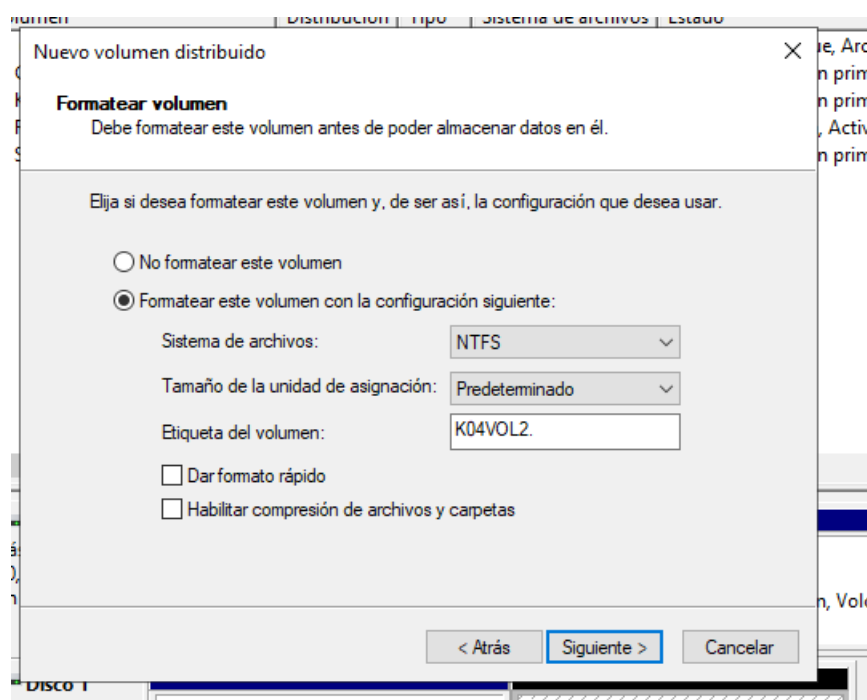 Distribución Tipo Sistema de archivos Estado
Nuevo volumen distribuido
Formatear volumen
Debe formatear este volumen antes de poder almacenar datos en él.
Elija si desea formatear este volumen y, de ser así, la configuración que desea usar.
No formatear este volumen
Formatear este volumen con la configuración siguiente:
Sistema de archivos:
NTFS
Tamaño de la unidad de asignación:
Predeterminado
Etiqueta del volumen:
K04VOL2.
Dar formato rápido
Habilitar compresión de archivos y carpetas
< Atrás
Siguiente >
Cancelar
Disco 1